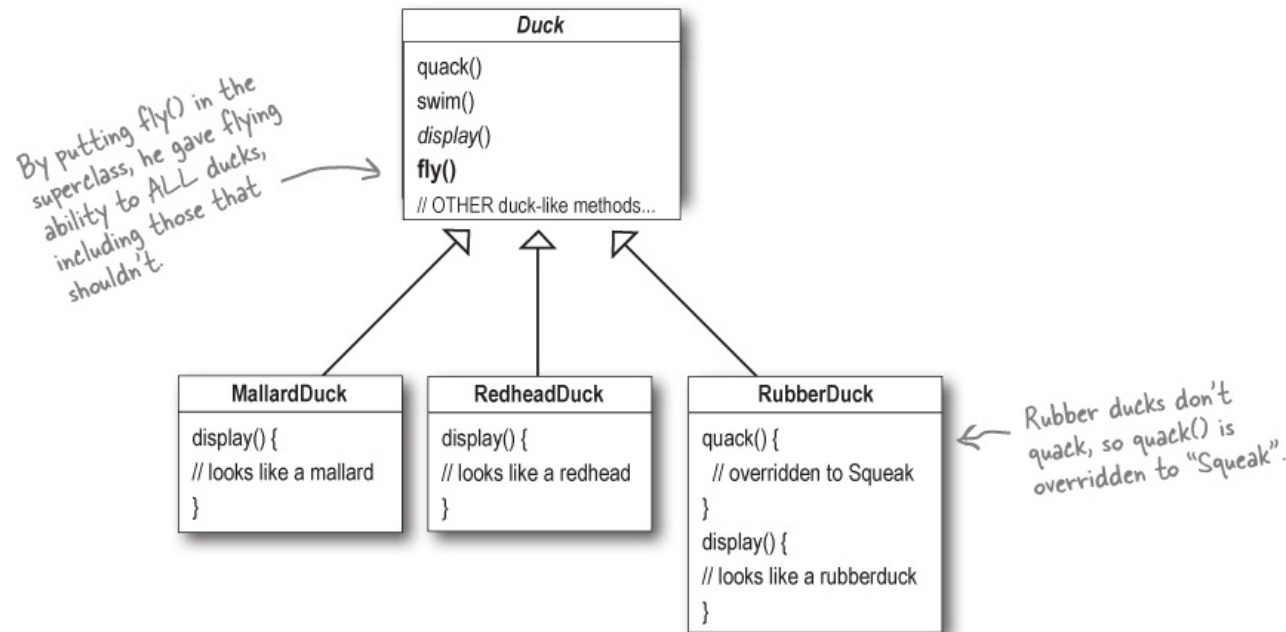 Duck
quack()
swim()
display()
fly()
// OTHER duck-like methods...
By putting fly() in the
superclass, he gave flying
ability to ALL ducks,
including those that
shouldn't.
MallardDuck
display() {
// looks like a mallard
}
RedheadDuck
display() {
// looks like a redhead
}
RubberDuck
quack() {
// overridden to Squeak
}
display() {
// looks like a rubberduck
}
Rubber ducks don't
quack, so quack() is
overridden to "Squeak".